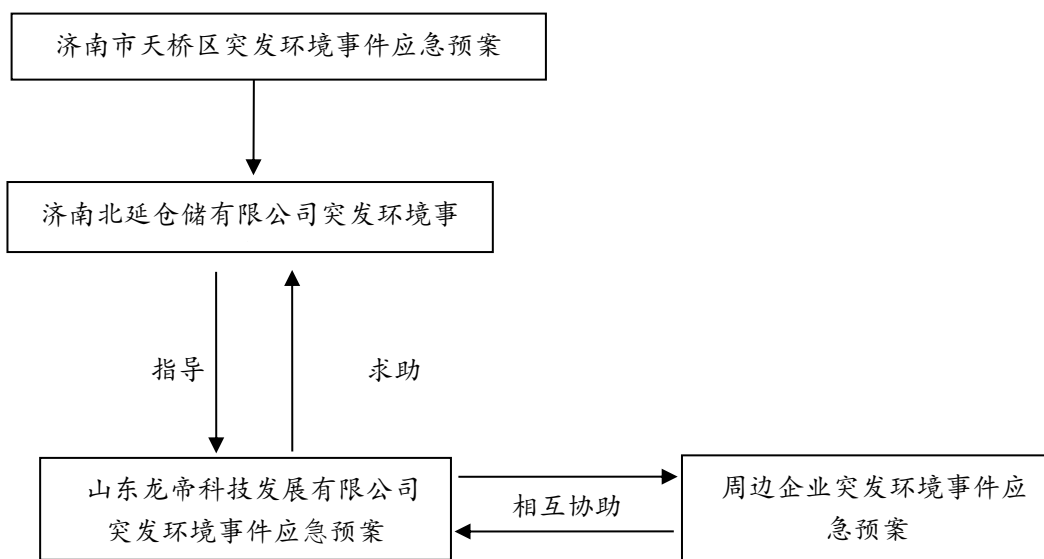 济南市天桥区突发环境事件应急预案
济南北延仓储有限公司突发环境事
指导
求助
山东龙帝科技发展有限公司
突发环境事件应急预案
相互协助
周边企业突发环境事件应
急预案